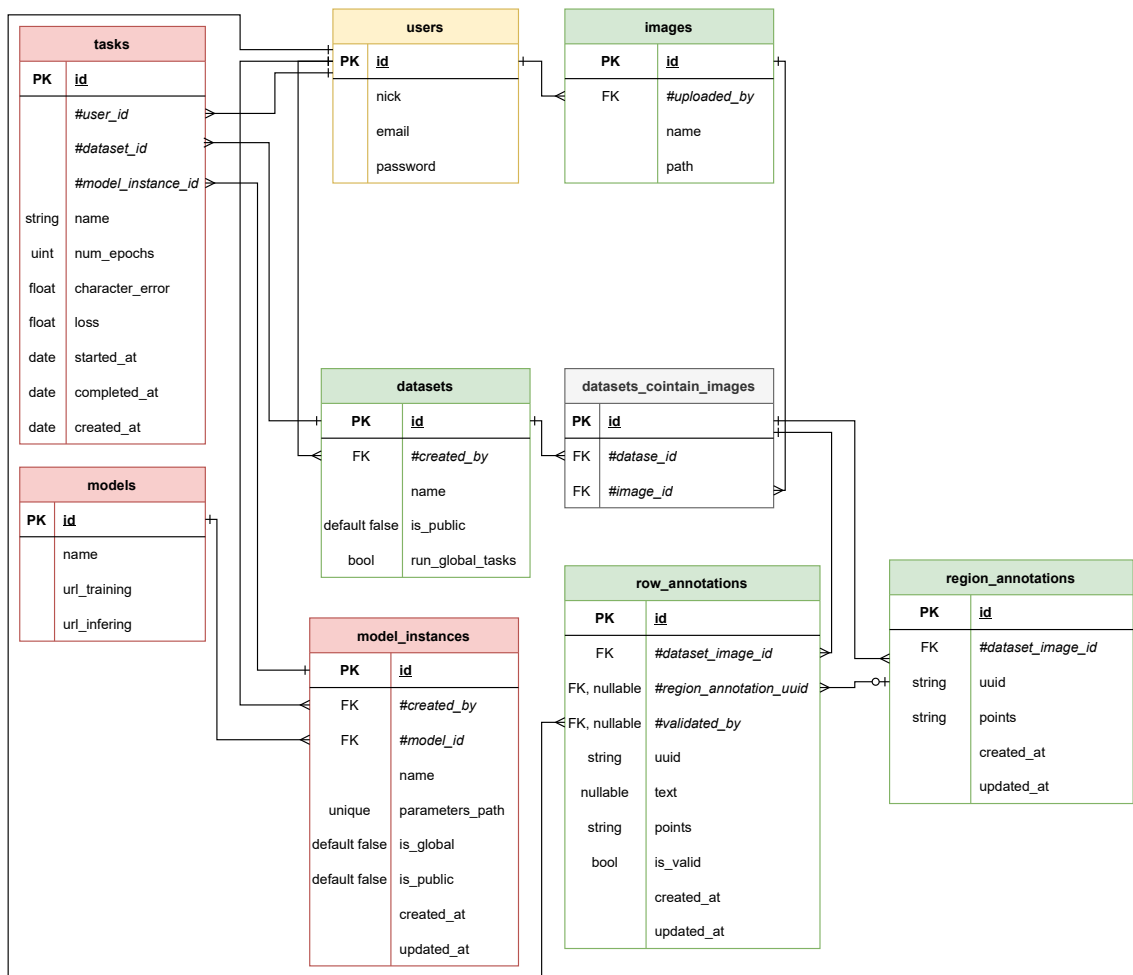 tasks
PK id
#user_id
#dataset_id
#model_instance_id
string name
uint num_epochs
float character_error
float loss
date started_at
date completed_at
date created_at
users
PK id
nick
email
password
images
PK id
FK #uploaded_by
name
path
datasets
PK id
FK #created_by
name
default false is_public
bool run_global_tasks
datasets_cointain_images
PK id
FK #datase_id
FK #image_id
models
PK id
name
url_training
url_infering
model_instances
PK id
FK #created_by
FK #model_id
name
unique parameters_path
default false is_global
default false is_public
created_at
updated_at
row_annotations
PK id
FK #dataset_image_id
FK, nullable #region_annotation_uuid
FK, nullable #validated_by
string uuid
nullable text
string points
bool is_valid
created_at
updated_at
region_annotations
PK id
FK #dataset_image_id
string uuid
string points
created_at
updated_at